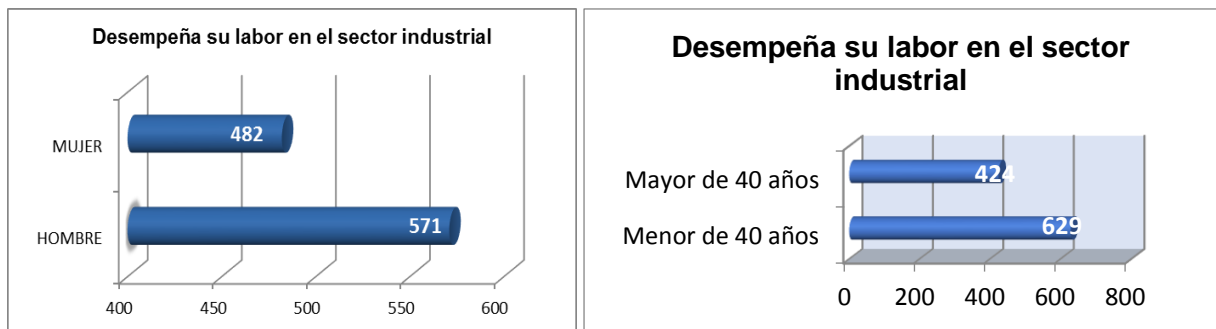 Desempeña su labor en el sector industrial
MUJER
482
HOMBRE
571
400 450 500 550 600
Desempeña su labor en el sector
industrial
Mayor de 40 años
424
Menor de 40 años
629
0 200 400 600 800